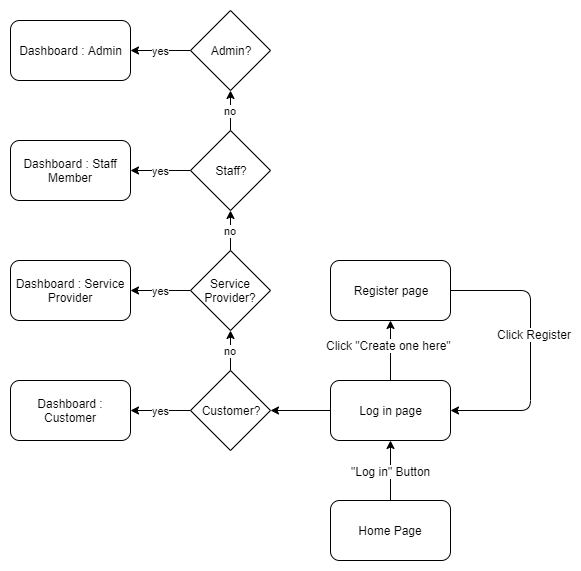 Dashboard : Admin
yes
Admin?
no
Dashboard : Staff
Member
yes
Staff?
no
Dashboard : Service
Provider
yes
Service
Provider?
no
Register page
Click Register
Click "Create one here"
Dashboard :
Customer
yes
Customer?
Log in page
"Log in" Button
Home Page